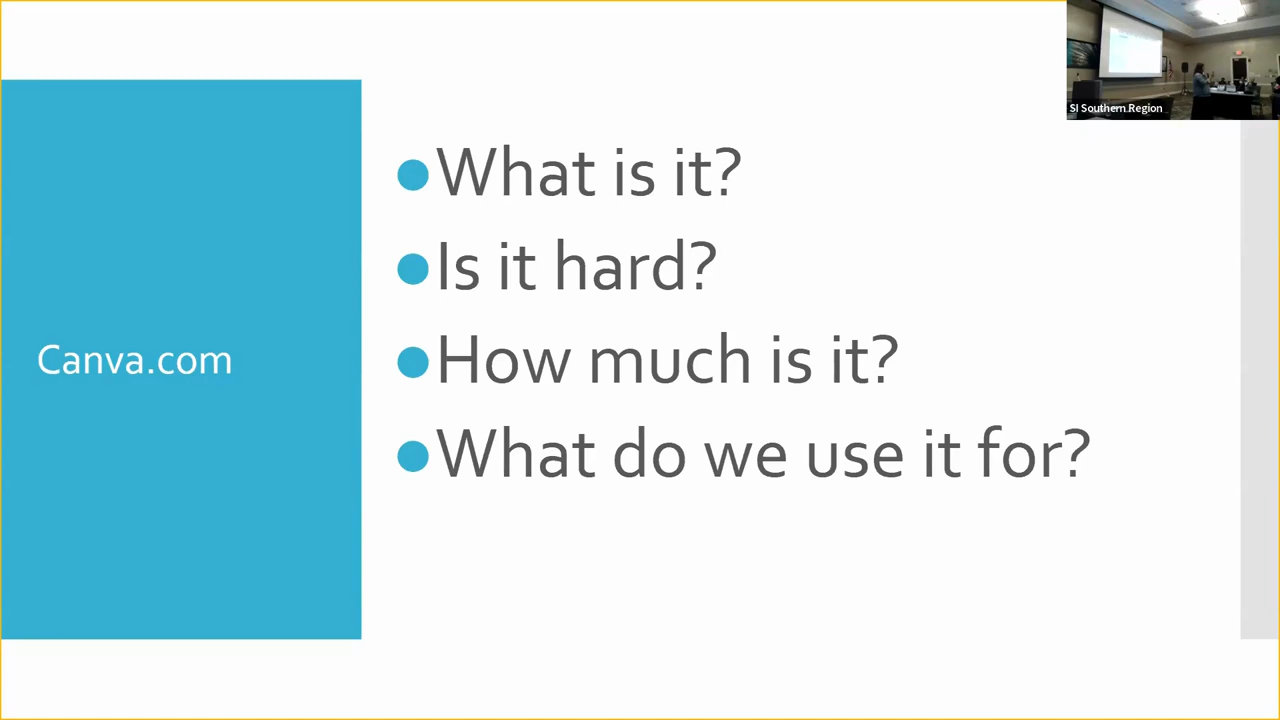 SI Southern Region
Canva.com
What is it?
Is it hard?
How much is it?
What do we use it for?